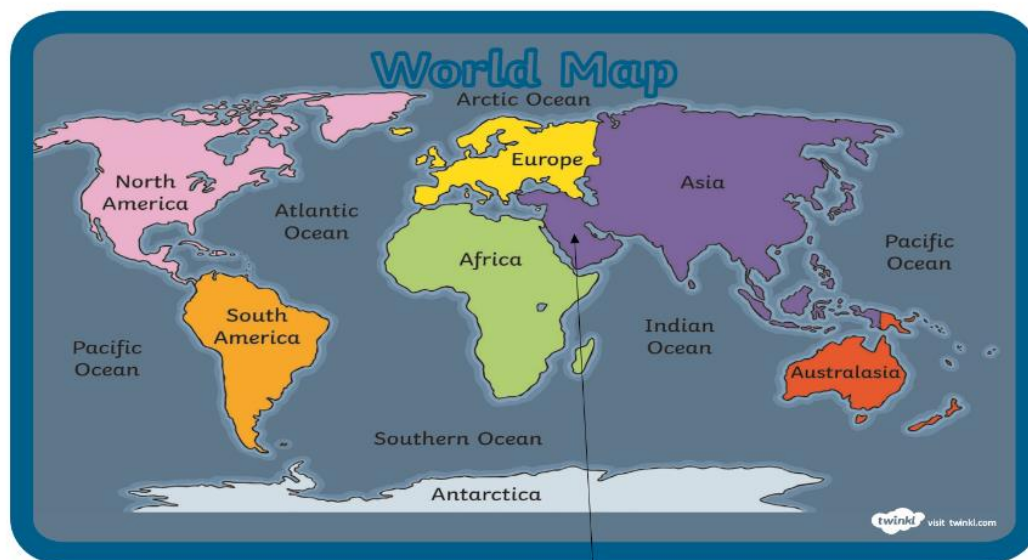 World Map
Arctic Ocean
North
America
Europe
Asia
Atlantic
Ocean
Pacific
Ocean
Africa
South
America
Indian
Ocean
Pacific
Ocean
Australasia
Southern Ocean
Antarctica
twinkl visit twinkl.com